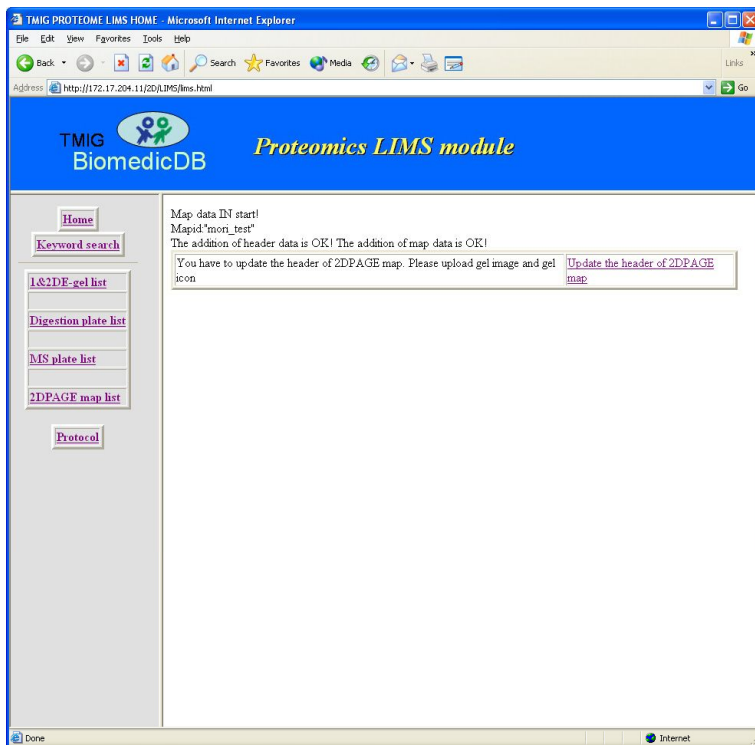 TMIG PROTEOME LIMS HOME - Microsoft Internet Explorer
File Edit View Favorites Tools Help
Back Search Favorites Media Links
Address http://172.17.204.11/2D/LIMS/lims.html Go
TMIG
BiomedicDB
Proteomics LIMS module
Home
Keyword search
1&2DE-gel list
Digestion plate list
MS plate list
2DPAGE map list
Protocol
Map data IN start!
Mapid:"mori_test"
The addition of header data is OK! The addition of map data is OK!
You have to update the header of 2DPAGE map. Please upload gel image and gel
icon
Update the header of 2DPAGE
map
Done Internet